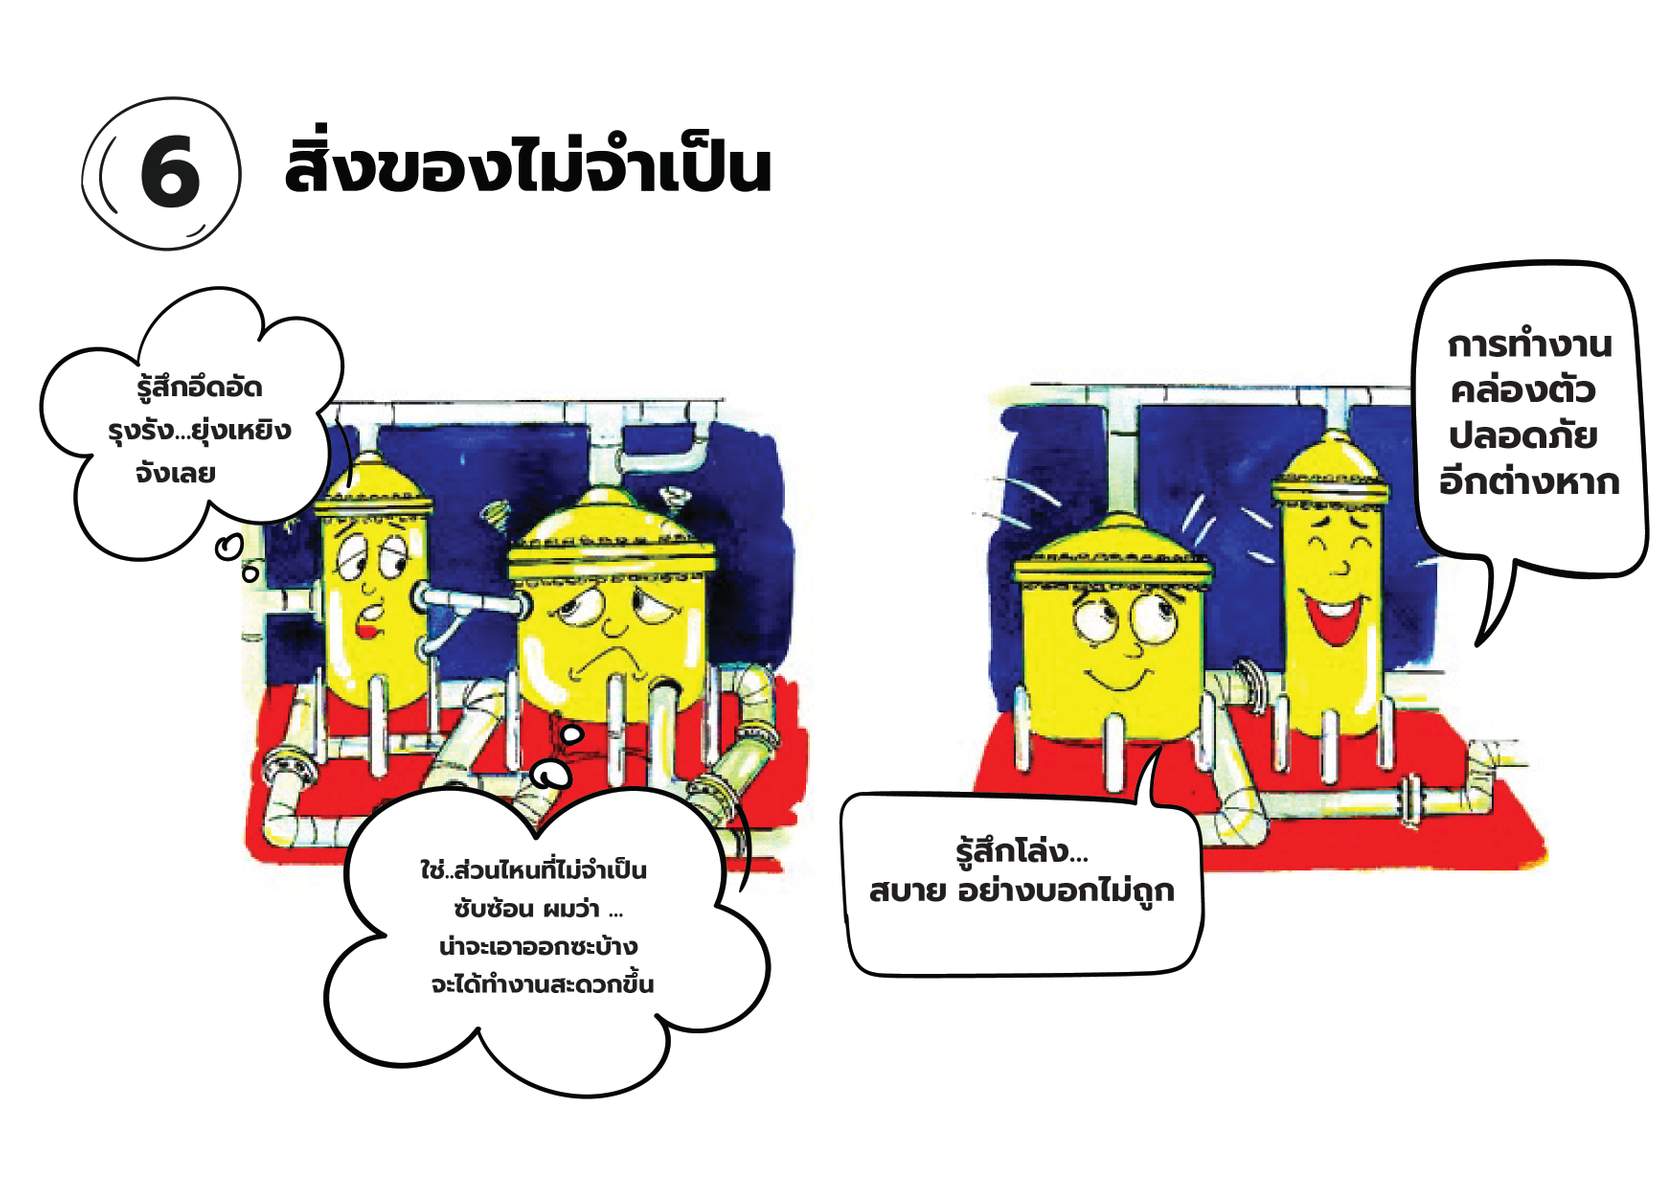 6
สิ่งของไม่จำเป็น
รู้สึกอึดอัด
รุงรัง...ยุ่งเหยิง
จังเลย
ใช่..ส่วนไหนที่ไม่จำเป็น
ซับซ้อน ผมว่า ...
น่าจะเอาออกซะบ้าง
จะได้ทำงานสะดวกขึ้น
การทำงาน
คล่องตัว
ปลอดภัย
อีกต่างหาก
รู้สึกโล่ง...
สบาย อย่างบอกไม่ถูก